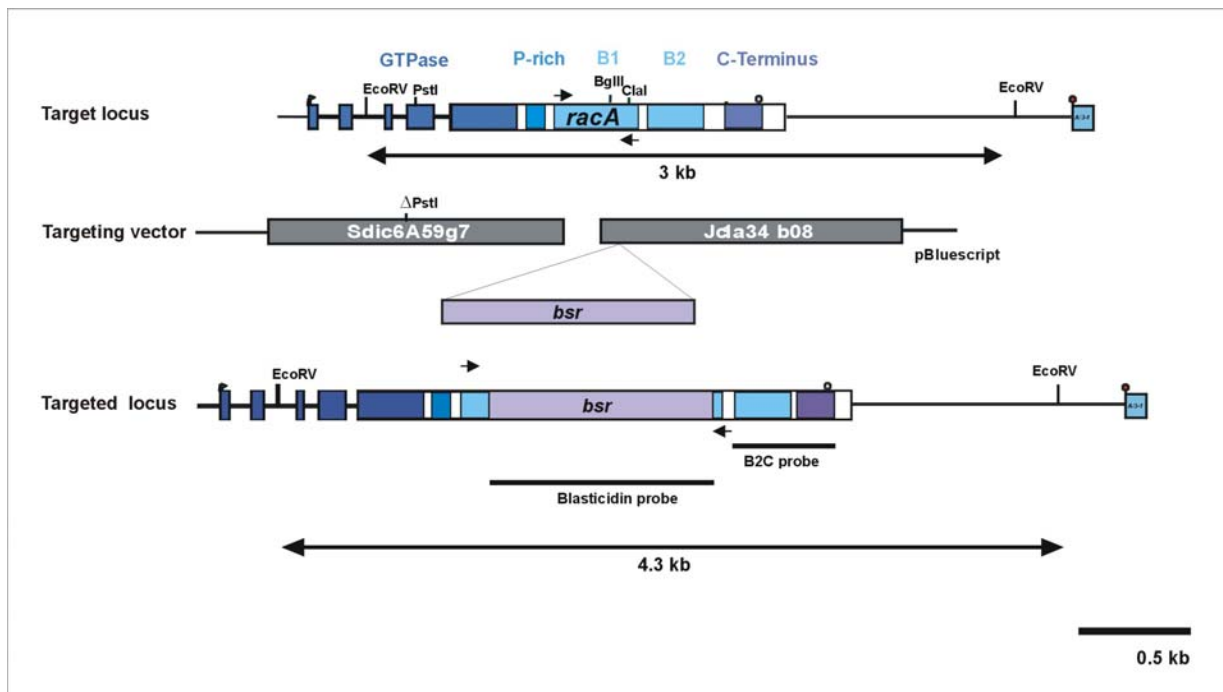 GTPase P-rich B1 B2 C-Terminus
EcoRV PstI BglII ClaI EcoRV
Target locus racA
3 kb
ΔPstI
Targeting vector Sdic6A59g7 Jcla34 b08
pBluescript
bsr
EcoRV EcoRV
Targeted locus bsr
B2C probe
Blasticidin probe
4.3 kb
0.5 kb